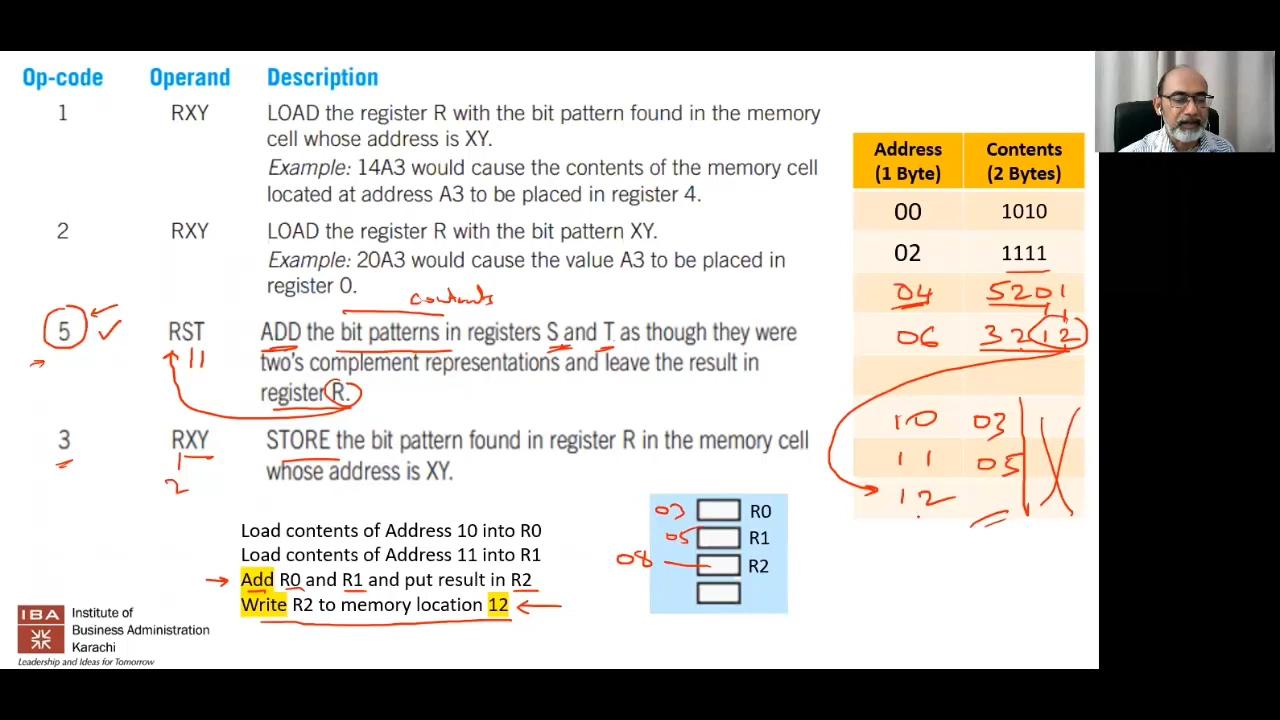 Op-code Operand Description
1 RXY LOAD the register R with the bit pattern found in the memory
cell whose address is XY.
Example: 14A3 would cause the contents of the memory cell
located at address A3 to be placed in register 4.
2 RXY LOAD the register R with the bit pattern XY.
Example: 20A3 would cause the value A3 to be placed in
register 0.
contents
5 RST ADD the bit patterns in registers S and T as though they were
two's complement representations and leave the result in
register R.
3 RXY STORE the bit pattern found in register R in the memory cell
whose address is XY.
2
Load contents of Address 10 into R0
Load contents of Address 11 into R1
Add R0 and R1 and put result in R2
Write R2 to memory location 12
03 R0
05 R1
08 R2
Address Contents
(1 Byte) (2 Bytes)
00 1010
02 1111
04 5201
06 3212
10 03
11 05
12
IBA Institute of
Business Administration
Karachi
Leadership and Ideas for Tomorrow